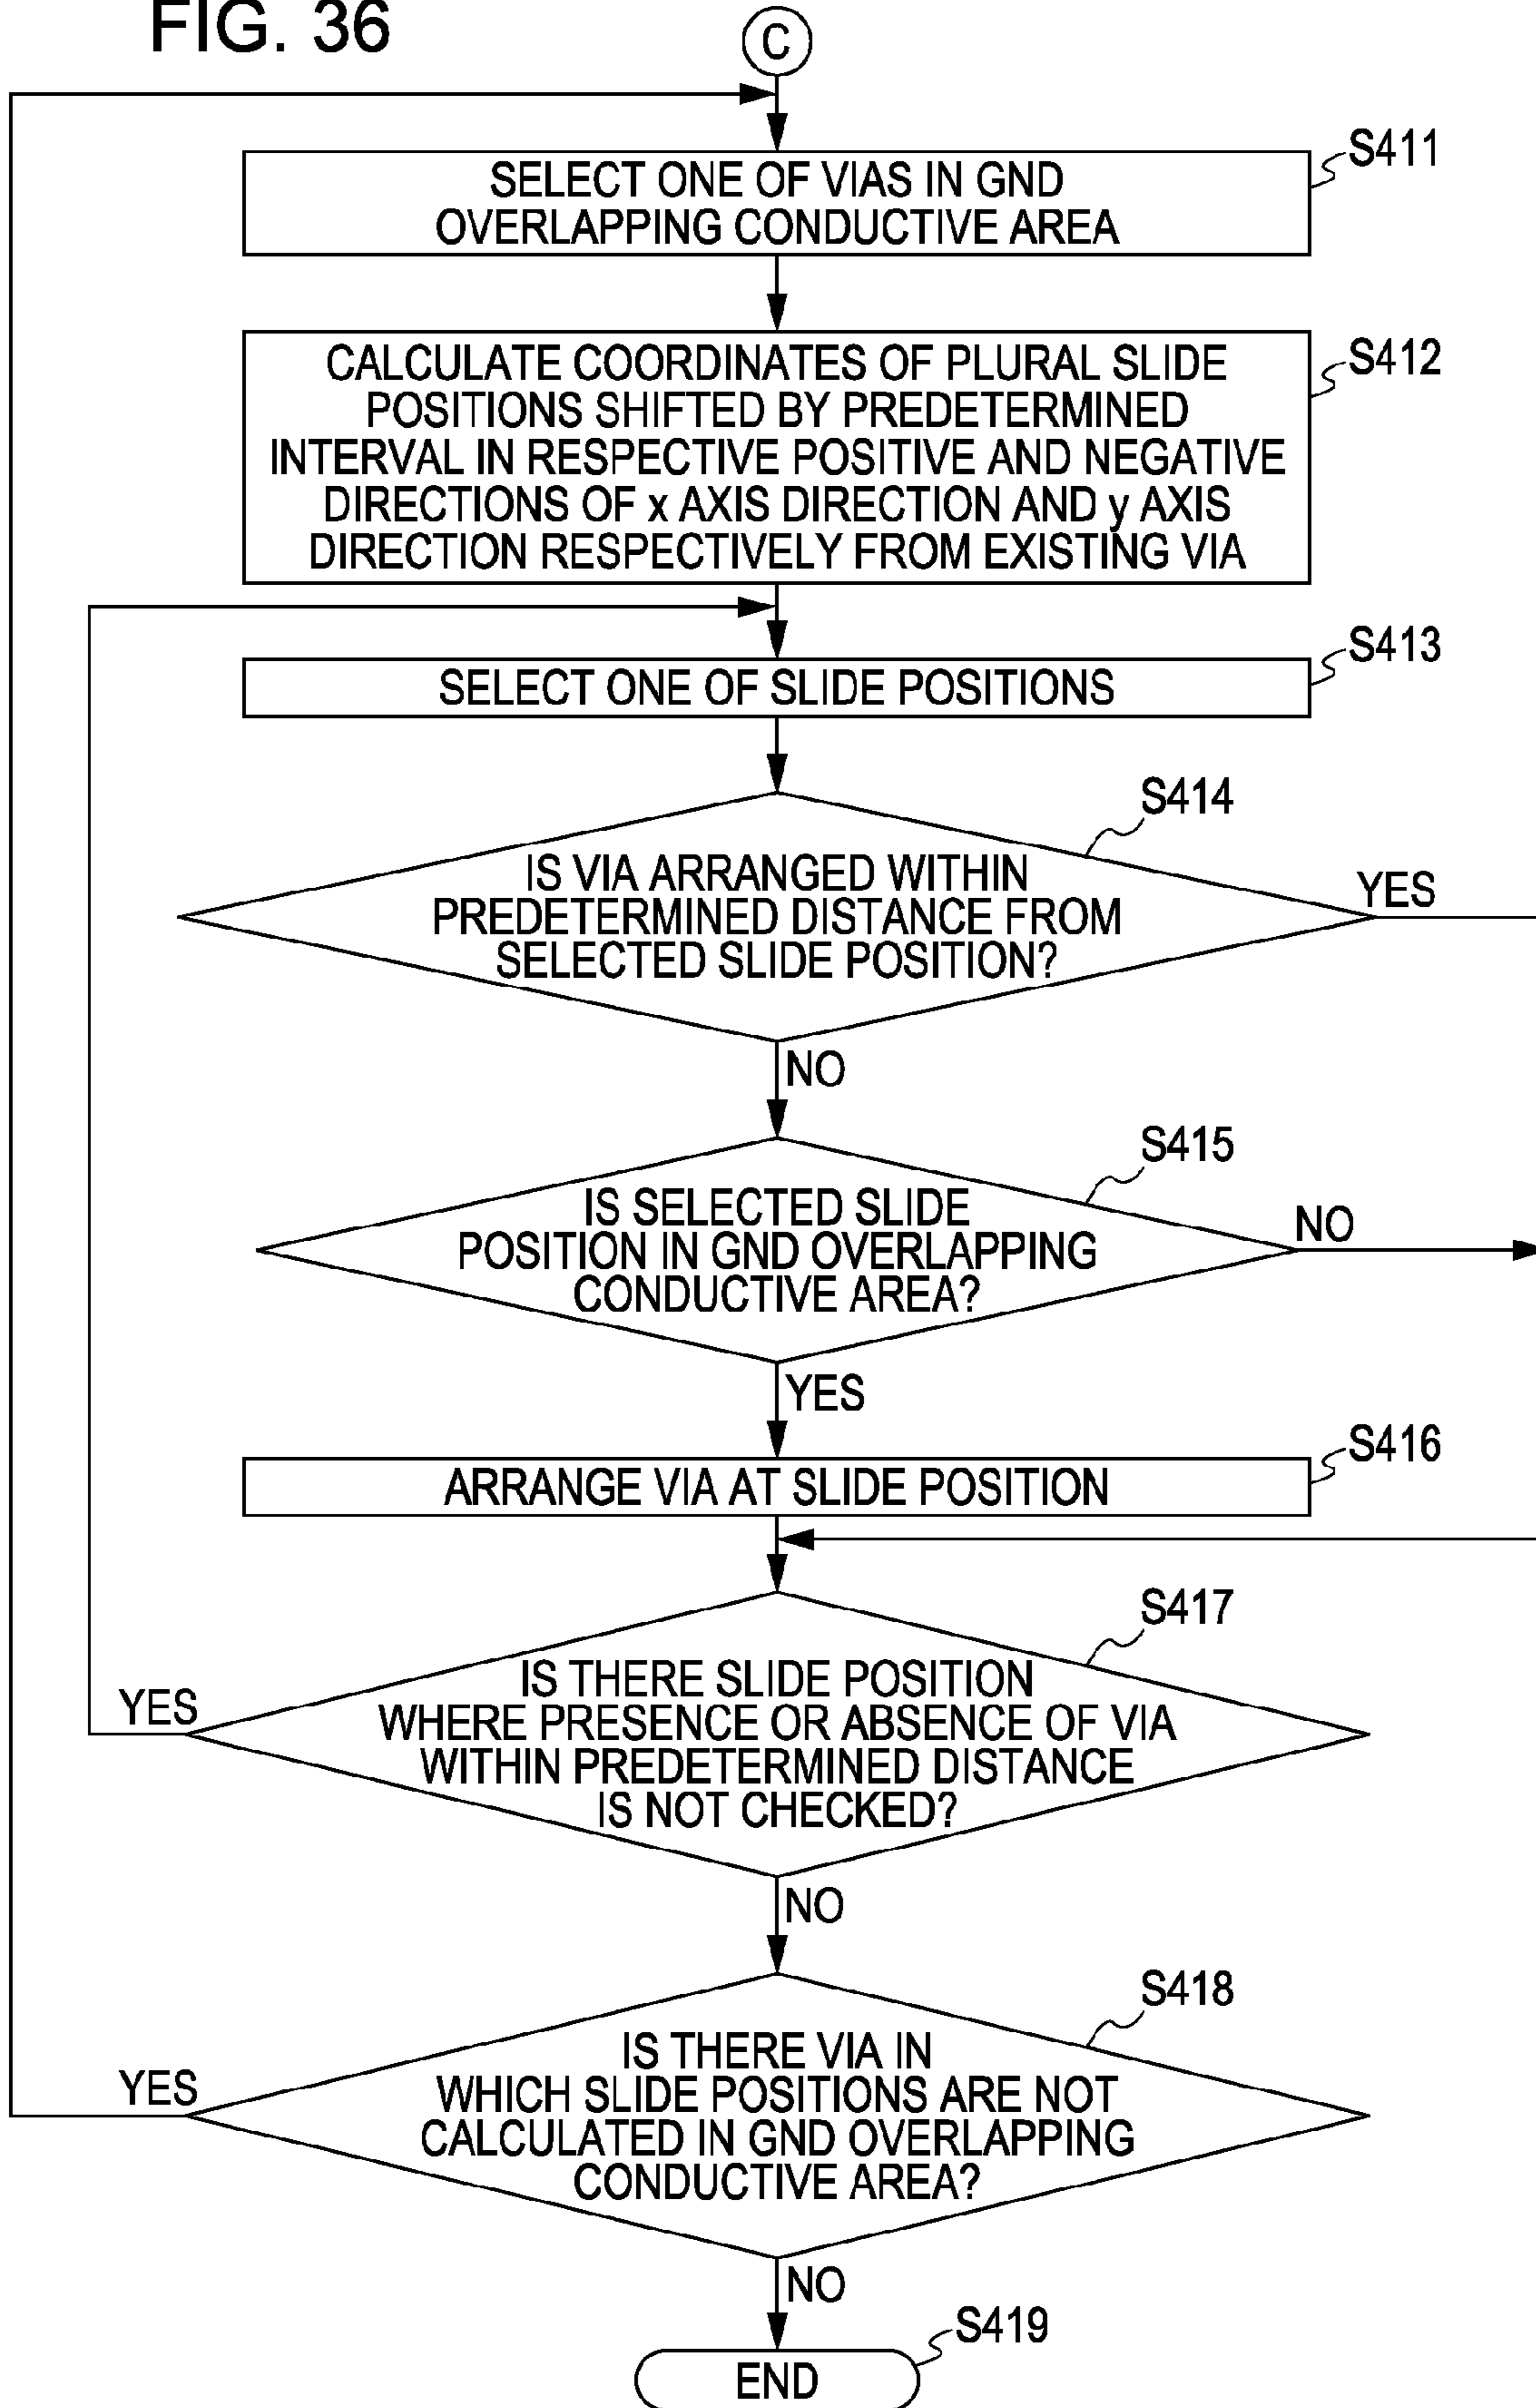 FIG. 36
C
SELECT ONE OF VIAS IN GND
OVERLAPPING CONDUCTIVE AREA
S411
CALCULATE COORDINATES OF PLURAL SLIDE
POSITIONS SHIFTED BY PREDETERMINED
INTERVAL IN RESPECTIVE POSITIVE AND NEGATIVE
DIRECTIONS OF x AXIS DIRECTION AND y AXIS
DIRECTION RESPECTIVELY FROM EXISTING VIA
S412
SELECT ONE OF SLIDE POSITIONS
S413
S414
IS VIA ARRANGED WITHIN
PREDETERMINED DISTANCE FROM
SELECTED SLIDE POSITION?
YES
NO
S415
IS SELECTED SLIDE
POSITION IN GND OVERLAPPING
CONDUCTIVE AREA?
NO
YES
ARRANGE VIA AT SLIDE POSITION
S416
S417
IS THERE SLIDE POSITION
WHERE PRESENCE OR ABSENCE OF VIA
WITHIN PREDETERMINED DISTANCE
IS NOT CHECKED?
YES
NO
S418
IS THERE VIA IN
WHICH SLIDE POSITIONS ARE NOT
CALCULATED IN GND OVERLAPPING
CONDUCTIVE AREA?
YES
NO
S419
END